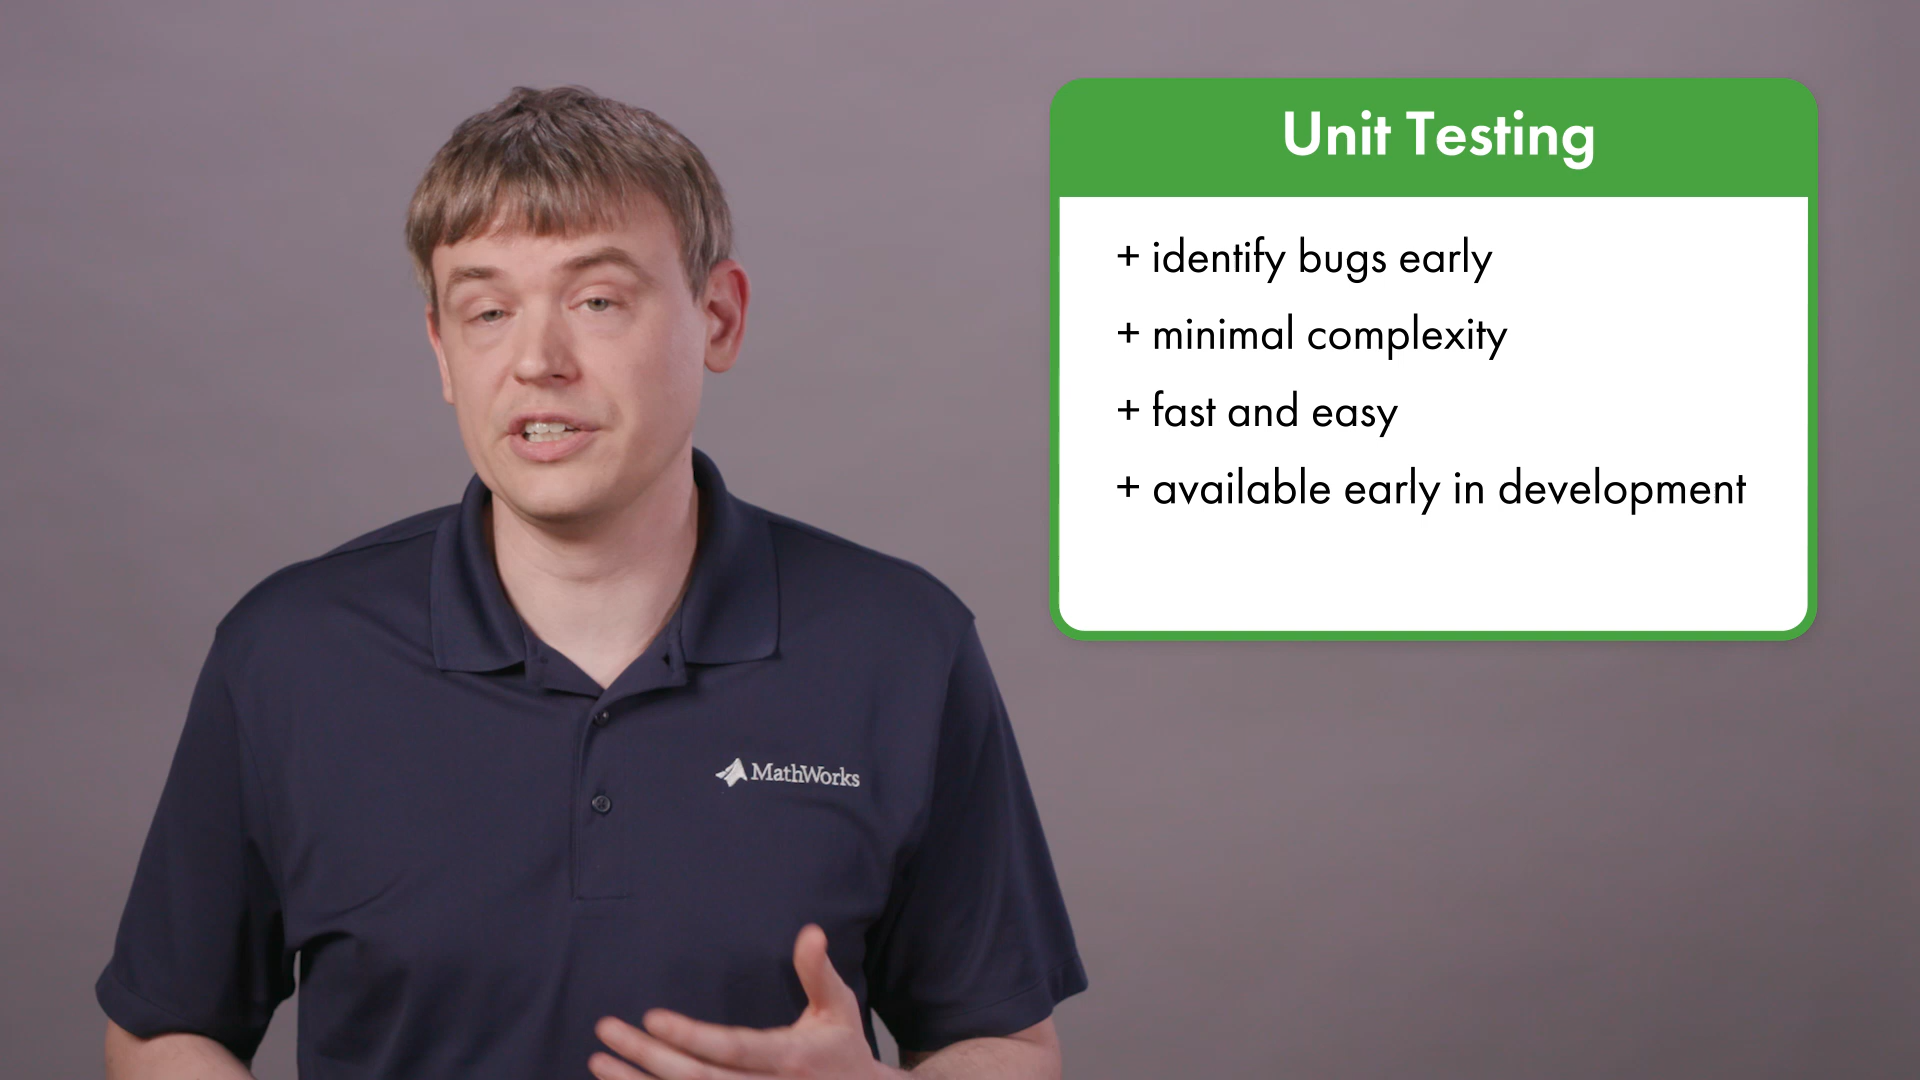 Unit Testing
+ identify bugs early
+ minimal complexity
+ fast and easy
+ available early in development
MathWorks